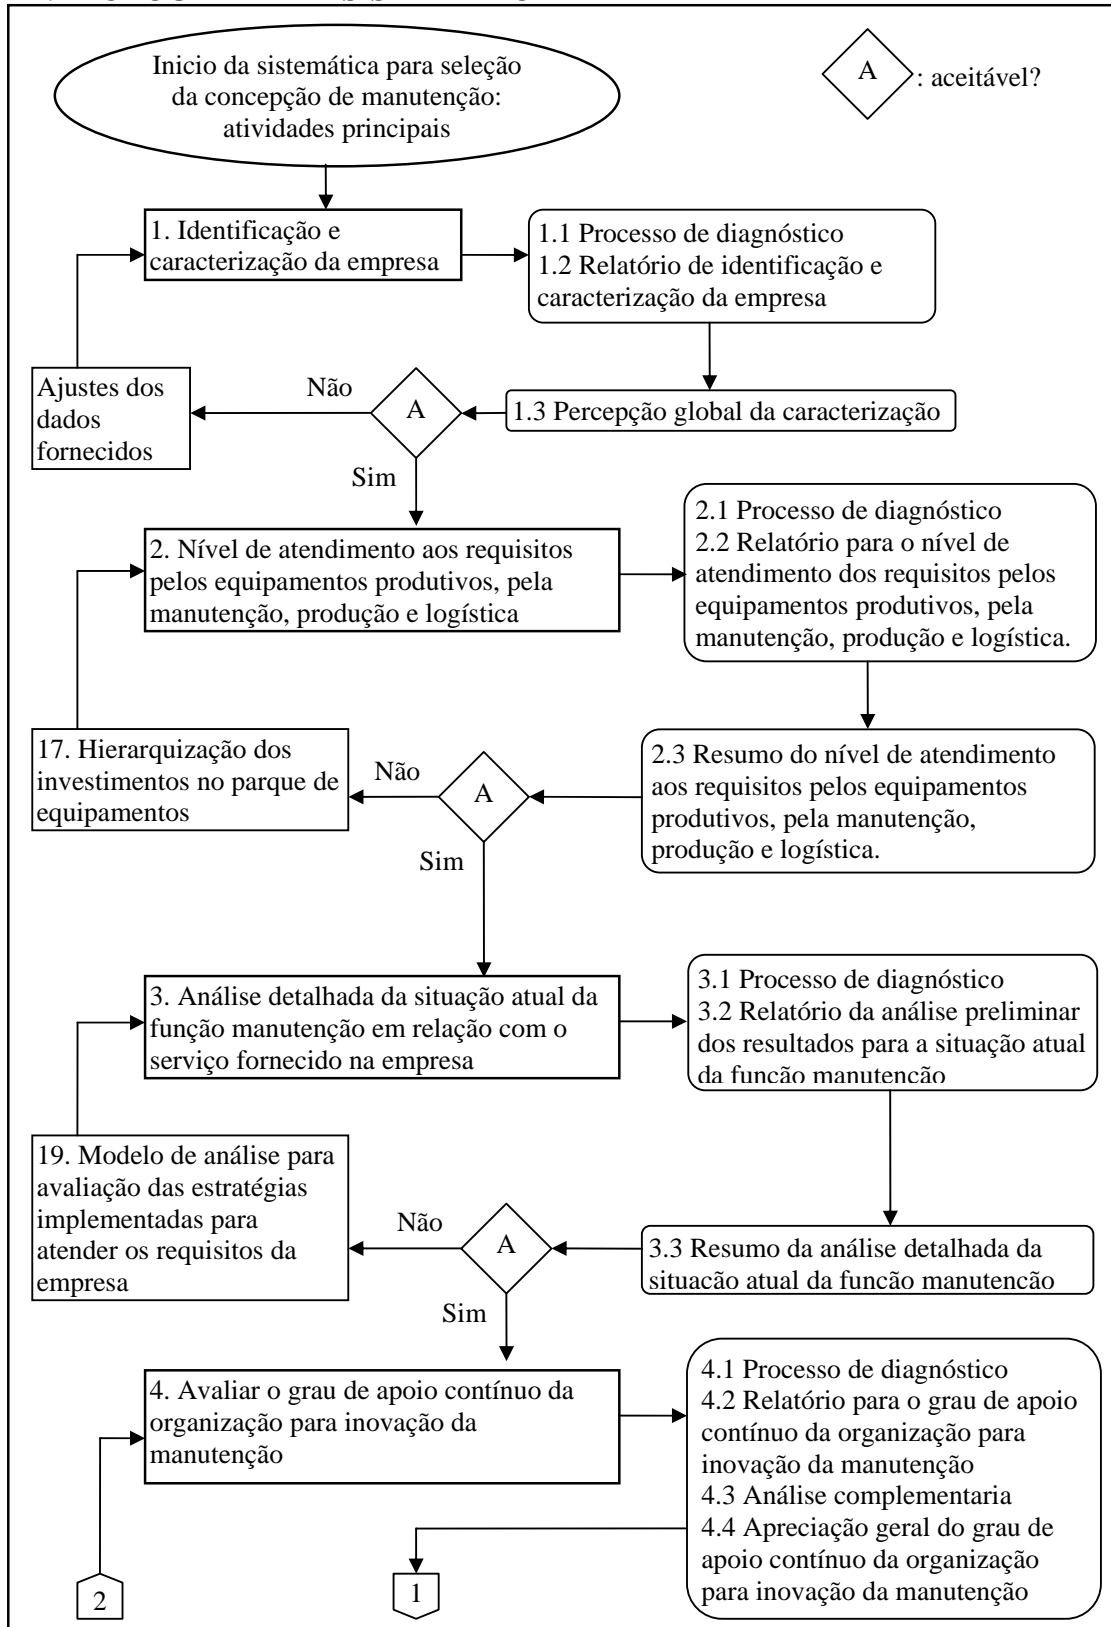 Inicio da sistemática para seleção
da concepção de manutenção:
atividades principais
A
: aceitável?
1. Identificação e
caracterização da empresa
1.1 Processo de diagnóstico
1.2 Relatório de identificação e
caracterização da empresa
Ajustes dos
dados
fornecidos
Não
A
1.3 Percepção global da caracterização
Sim
2. Nível de atendimento aos requisitos
pelos equipamentos produtivos, pela
manutenção, produção e logística
2.1 Processo de diagnóstico
2.2 Relatório para o nível de
atendimento dos requisitos pelos
equipamentos produtivos, pela
manutenção, produção e logística.
17. Hierarquização dos
investimentos no parque de
equipamentos
Não
A
2.3 Resumo do nível de atendimento
aos requisitos pelos equipamentos
produtivos, pela manutenção,
produção e logística.
Sim
3. Análise detalhada da situação atual da
função manutenção em relação com o
serviço fornecido na empresa
3.1 Processo de diagnóstico
3.2 Relatório da análise preliminar
dos resultados para a situação atual
da função manutenção
19. Modelo de análise para
avaliação das estratégias
implementadas para
atender os requisitos da
empresa
Não
A
3.3 Resumo da análise detalhada da
situação atual da função manutenção
Sim
4. Avaliar o grau de apoio contínuo da
organização para inovação da
manutenção
4.1 Processo de diagnóstico
4.2 Relatório para o grau de apoio
contínuo da organização para
inovação da manutenção
4.3 Análise complementaria
4.4 Apreciação geral do grau de
apoio contínuo da organização
para inovação da manutenção
2
1